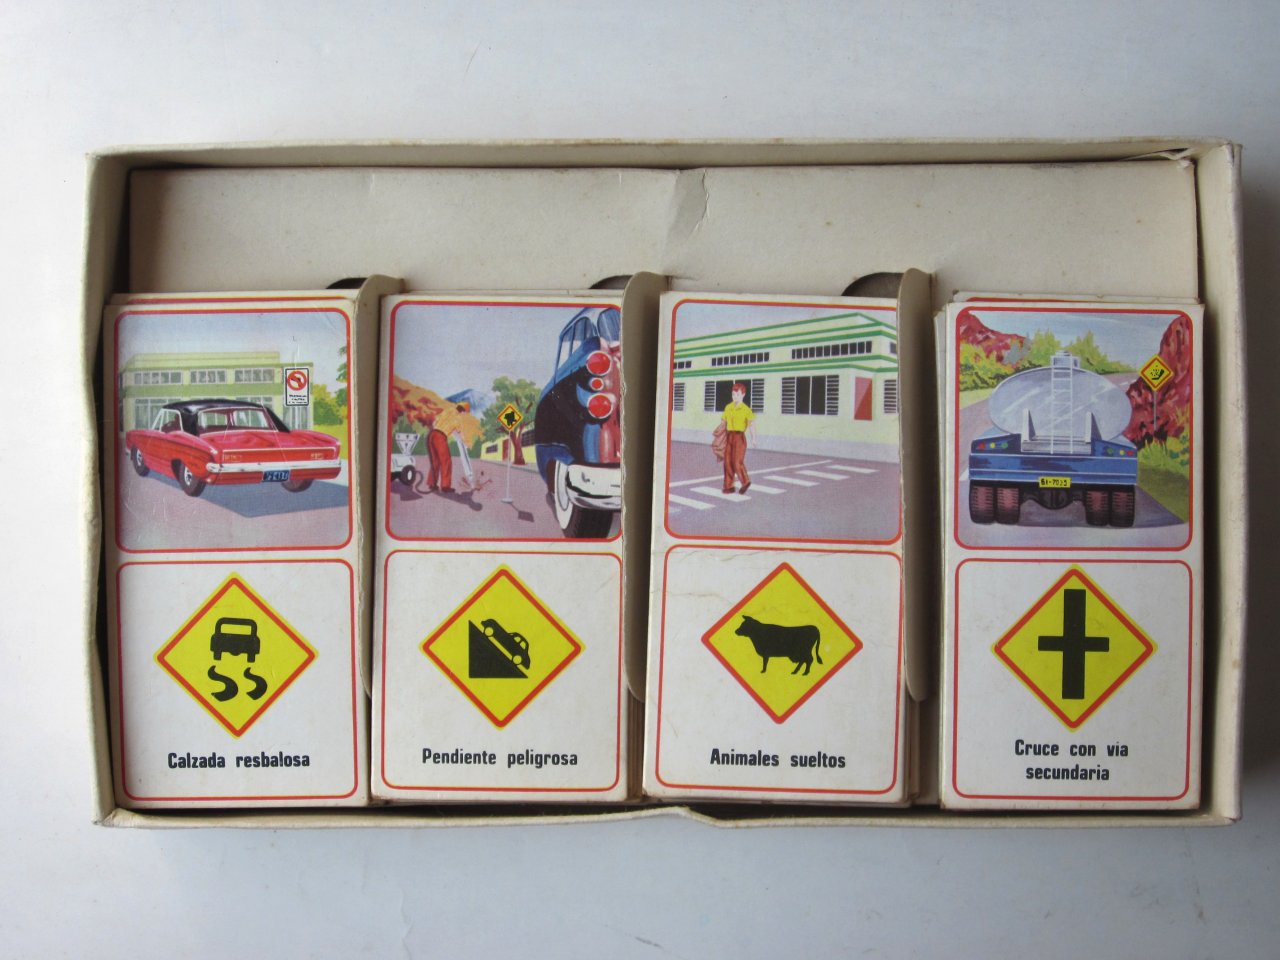 Calzada resbalosa
Pendiente peligrosa
Animales sueltos
Cruce con via
secundaria